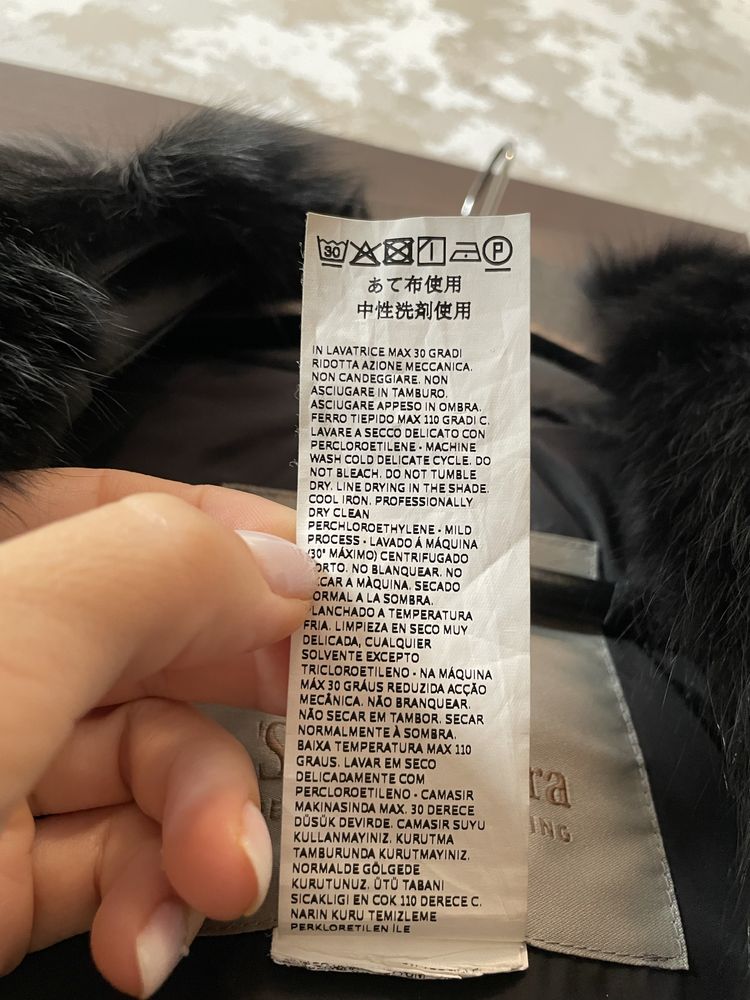 30 P
あて布使用
中性洗剤使用
IN LAVATRICE MAX 30 GRADI
RIDOTTA AZIONE MECCANICA.
NON CANDEGGIARE. NON
ASCIUGARE IN TAMBURO.
ASCIUGARE APPESO IN OMBRA.
FERRO TIEPIDO MAX 110 GRADI C.
LAVARE A SECCO DELICATO CON
PERCLOROETILENE - MACHINE
WASH COLD DELICATE CYCLE. DO
NOT BLEACH. DO NOT TUMBLE
DRY. LINE DRYING IN THE SHADE.
COOL IRON. PROFESSIONALLY
DRY CLEAN
PERCHLOROETHYLENE - MILD
PROCESS - LAVADO Á MÁQUINA
(30° MÁXIMO) CENTRIFUGADO
ORTO. NO BLANQUEAR. NO
CAR A MÀQUINA. SECADO
ORMAL A LA SOMBRA.
PLANCHADO A TEMPERATURA
FRIA. LIMPIEZA EN SECO MUY
DELICADA, CUALQUIER
SOLVENTE EXCEPTO
TRICLOROETILENO - NA MÁQUINA
MÁX 30 GRÁUS REDUZIDA ACÇÃO
MECÂNICA. NÃO BRANQUEAR.
NÃO SECAR EM TAMBOR. SECAR
NORMALMENTE À SOMBRA.
BAIXA TEMPERATURA MAX 110
GRAUS. LAVAR EM SECO
DELICADAMENTE COM
PERCLOROETILENO - CAMASIR
MAKINASINDA MAX. 30 DERECE
DÜSÜK DEVIRDE. CAMASIR SUYU
KULLANMAYINIZ. KURUTMA
TAMBURUNDA KURUTMAYINIZ.
NORMALDE GÖLGEDE
KURUTUNUZ. ÜTÜ TABANI
SICAKLIGI EN COK 110 DERECE C.
NARIN KURU TEMIZLEME
PERKLORETILEN İLE
S ra
ING